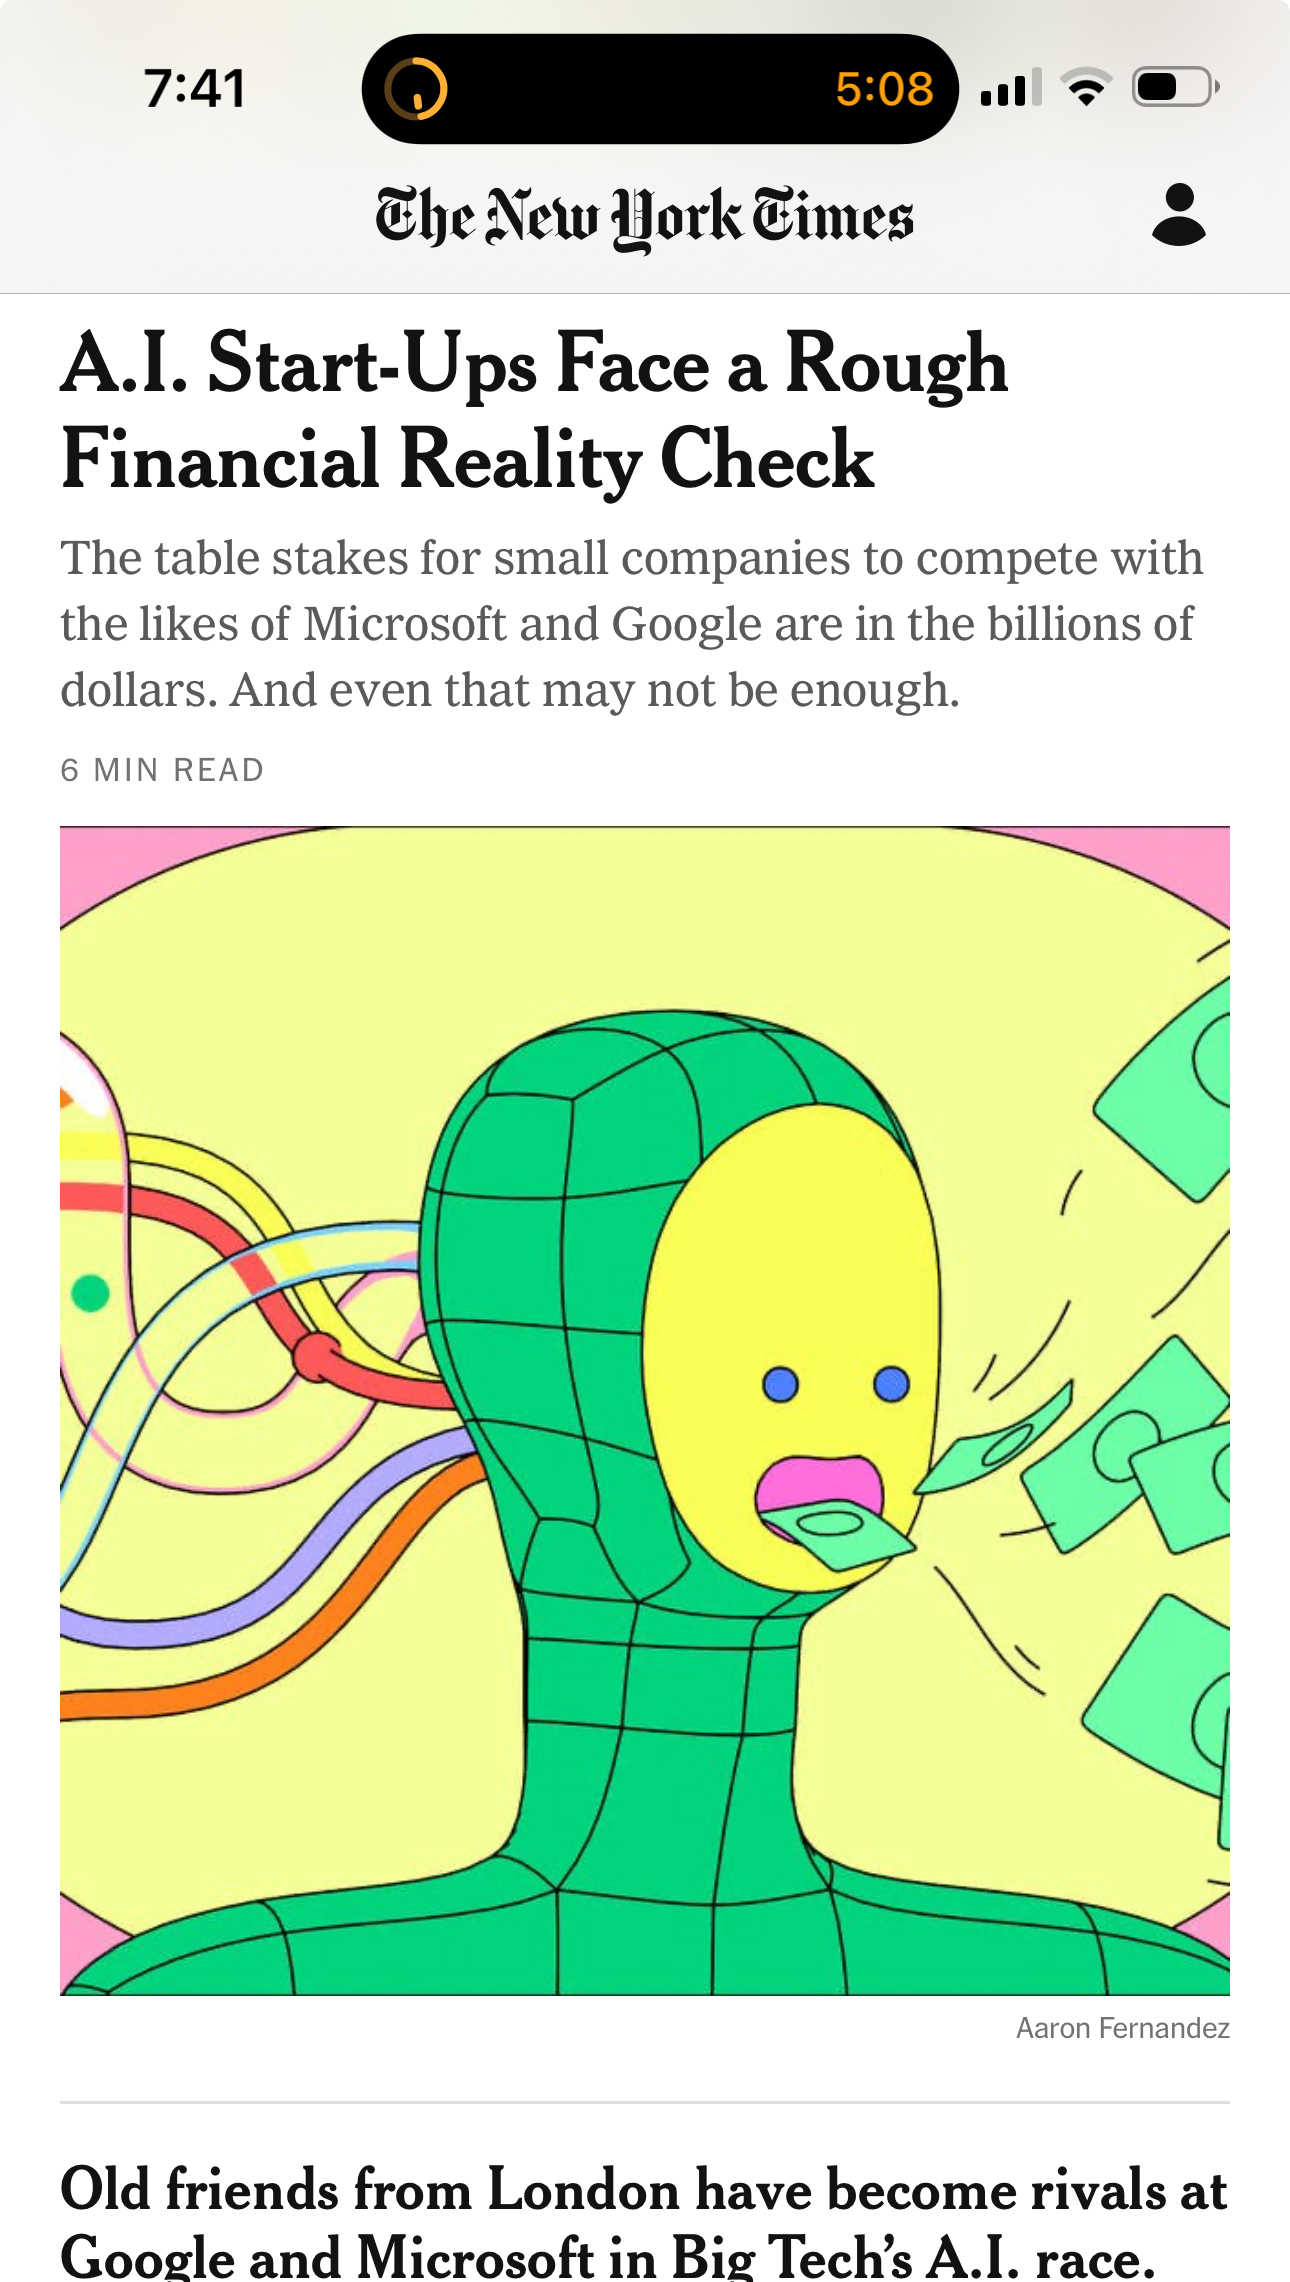 7:41
5:08
The New York Times
A.I. Start-Ups Face a Rough
Financial Reality Check
The table stakes for small companies to compete with
the likes of Microsoft and Google are in the billions of
dollars. And even that may not be enough.
6 MIN READ
Aaron Fernandez
Old friends from London have become rivals at
Google and Microsoft in Big Tech’s A.I. race.